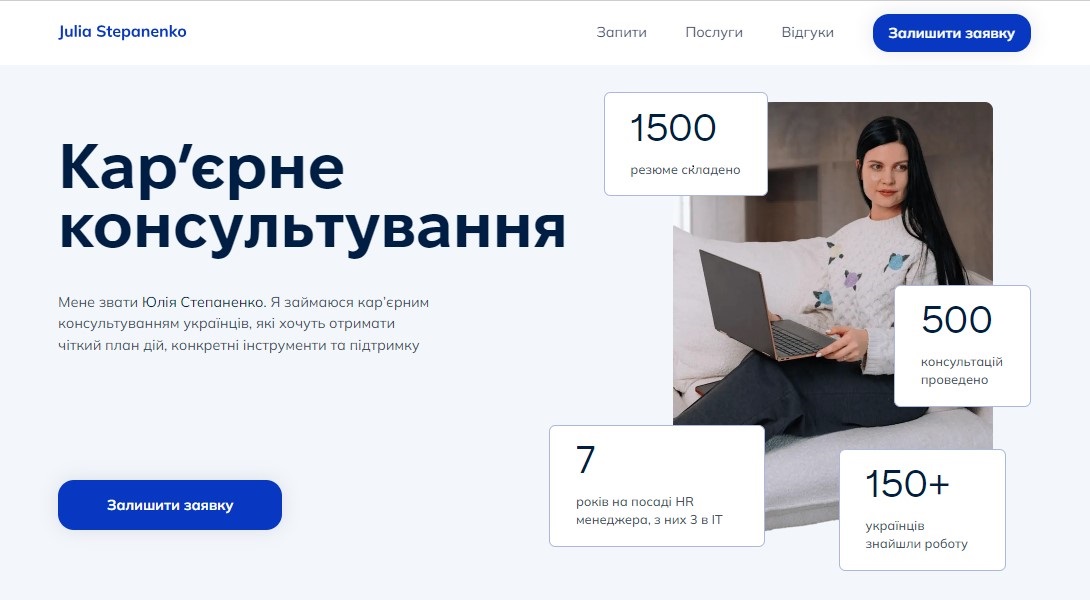 Julia Stepanenko
Запити
Послуги
Відгуки
Залишити заявку
Кар’єрне
консультування
Мене звати Юлія Степаненко. Я займаюся кар’єрним
консультуванням українців, які хочуть отримати
чіткий план дій, конкретні інструменти та підтримку
Залишити заявку
1500
резюме складено
500
консультацій
проведено
7
років на посаді HR
менеджера, з них 3 в ІТ
150+
українців
знайшли роботу